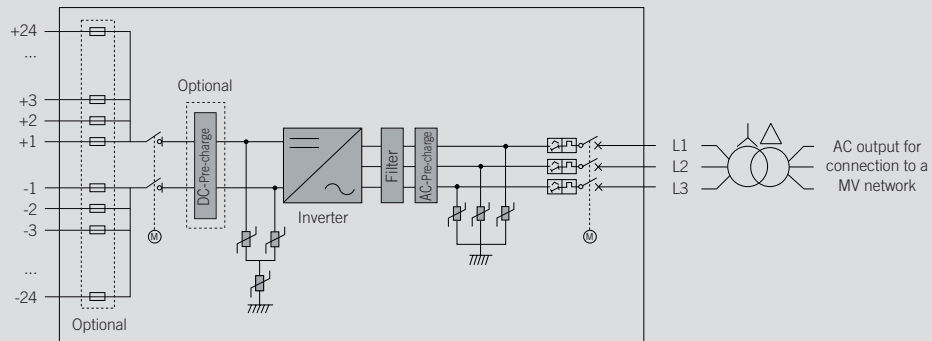 +24
...
+3
+2
+1
-1
-2
-3
...
-24
Optional
Optional
DC-Pre-charge
M
Inverter
Filter
AC-Pre-charge
M
L1
L2
L3
AC output for
connection to a
MV network